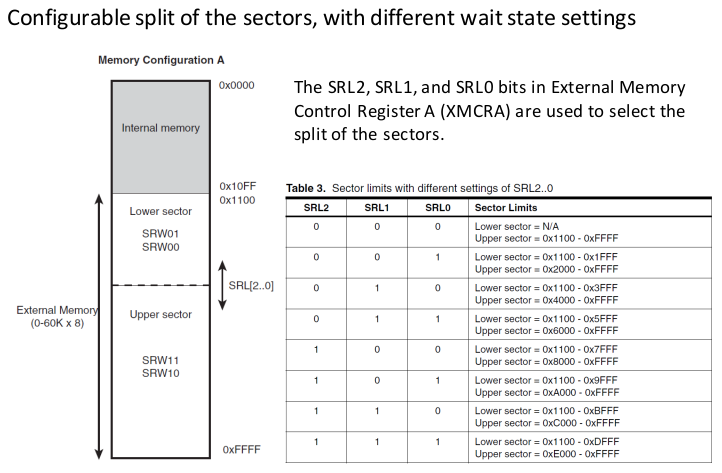 Configurable split of the sectors, with different wait state settings
Memory Configuration A
0x0000
Internal memory
0x10FF
0x1100
Lower sector
SRW01
SRW00
SRL[2..0]
External Memory
(0-60K x 8)
Upper sector
SRW11
SRW10
0xFFFF
The SRL2, SRL1, and SRL0 bits in External Memory
Control Register A (XMCRA) are used to select the
split of the sectors.
Table 3. Sector limits with different settings of SRL2..0
SRL2 SRL1 SRL0 Sector Limits
0 0 0 Lower sector = N/A
Upper sector = 0x1100 - 0xFFFF
0 0 1 Lower sector = 0x1100 - 0x1FFF
Upper sector = 0x2000 - 0xFFFF
0 1 0 Lower sector = 0x1100 - 0x3FFF
Upper sector = 0x4000 - 0xFFFF
0 1 1 Lower sector = 0x1100 - 0x5FFF
Upper sector = 0x6000 - 0xFFFF
1 0 0 Lower sector = 0x1100 - 0x7FFF
Upper sector = 0x8000 - 0xFFFF
1 0 1 Lower sector = 0x1100 - 0x9FFF
Upper sector = 0xA000 - 0xFFFF
1 1 0 Lower sector = 0x1100 - 0xBFFF
Upper sector = 0xC000 - 0xFFFF
1 1 1 Lower sector = 0x1100 - 0xDFFF
Upper sector = 0xE000 - 0xFFFF